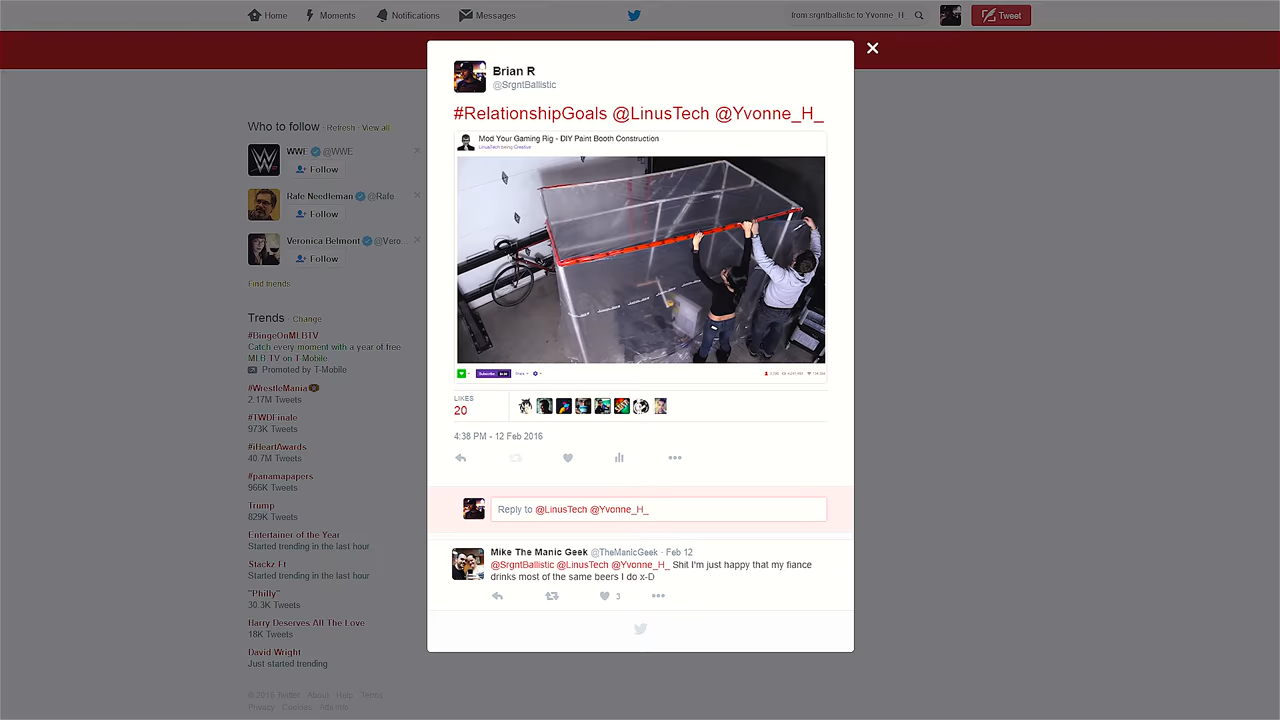 Home
Moments
Notifications
Messages
from srgntballistic to Yvonne_H_
Tweet
Brian R
@SrgntBallistic
#RelationshipGoals @LinusTech @Yvonne_H_
Mod Your Gaming Rig - DIY Paint Booth Construction
LinusTech being Creative
Subscribe
Share
LIKES
20
4:38 PM - 12 Feb 2016
Reply to @LinusTech @Yvonne_H_
Mike The Manic Geek @TheManicGeek · Feb 12
@SrgntBallistic @LinusTech @Yvonne_H_ Shit I'm just happy that my fiance
drinks most of the same beers I do x-D
3
Who to follow · Refresh · View all
WWE @WWE
Follow
Rafe Needleman @Rafe
Follow
Veronica Belmont @Vero...
Follow
Find friends
Trends · Change
#BingeOnMLBTV
Catch every moment with a year of free
MLB.TV on T-Mobile
Promoted by T-Mobile
#WrestleMania
2.17M Tweets
#TWDFinale
973K Tweets
#iHeartAwards
40.7M Tweets
#panamapapers
966K Tweets
Trump
829K Tweets
Entertainer of the Year
Started trending in the last hour
Stackz Ft
Started trending in the last hour
"Philly"
30.3K Tweets
Harry Deserves All The Love
18K Tweets
David Wright
Just started trending
© 2016 Twitter About Help Terms
Privacy Cookies Ads info